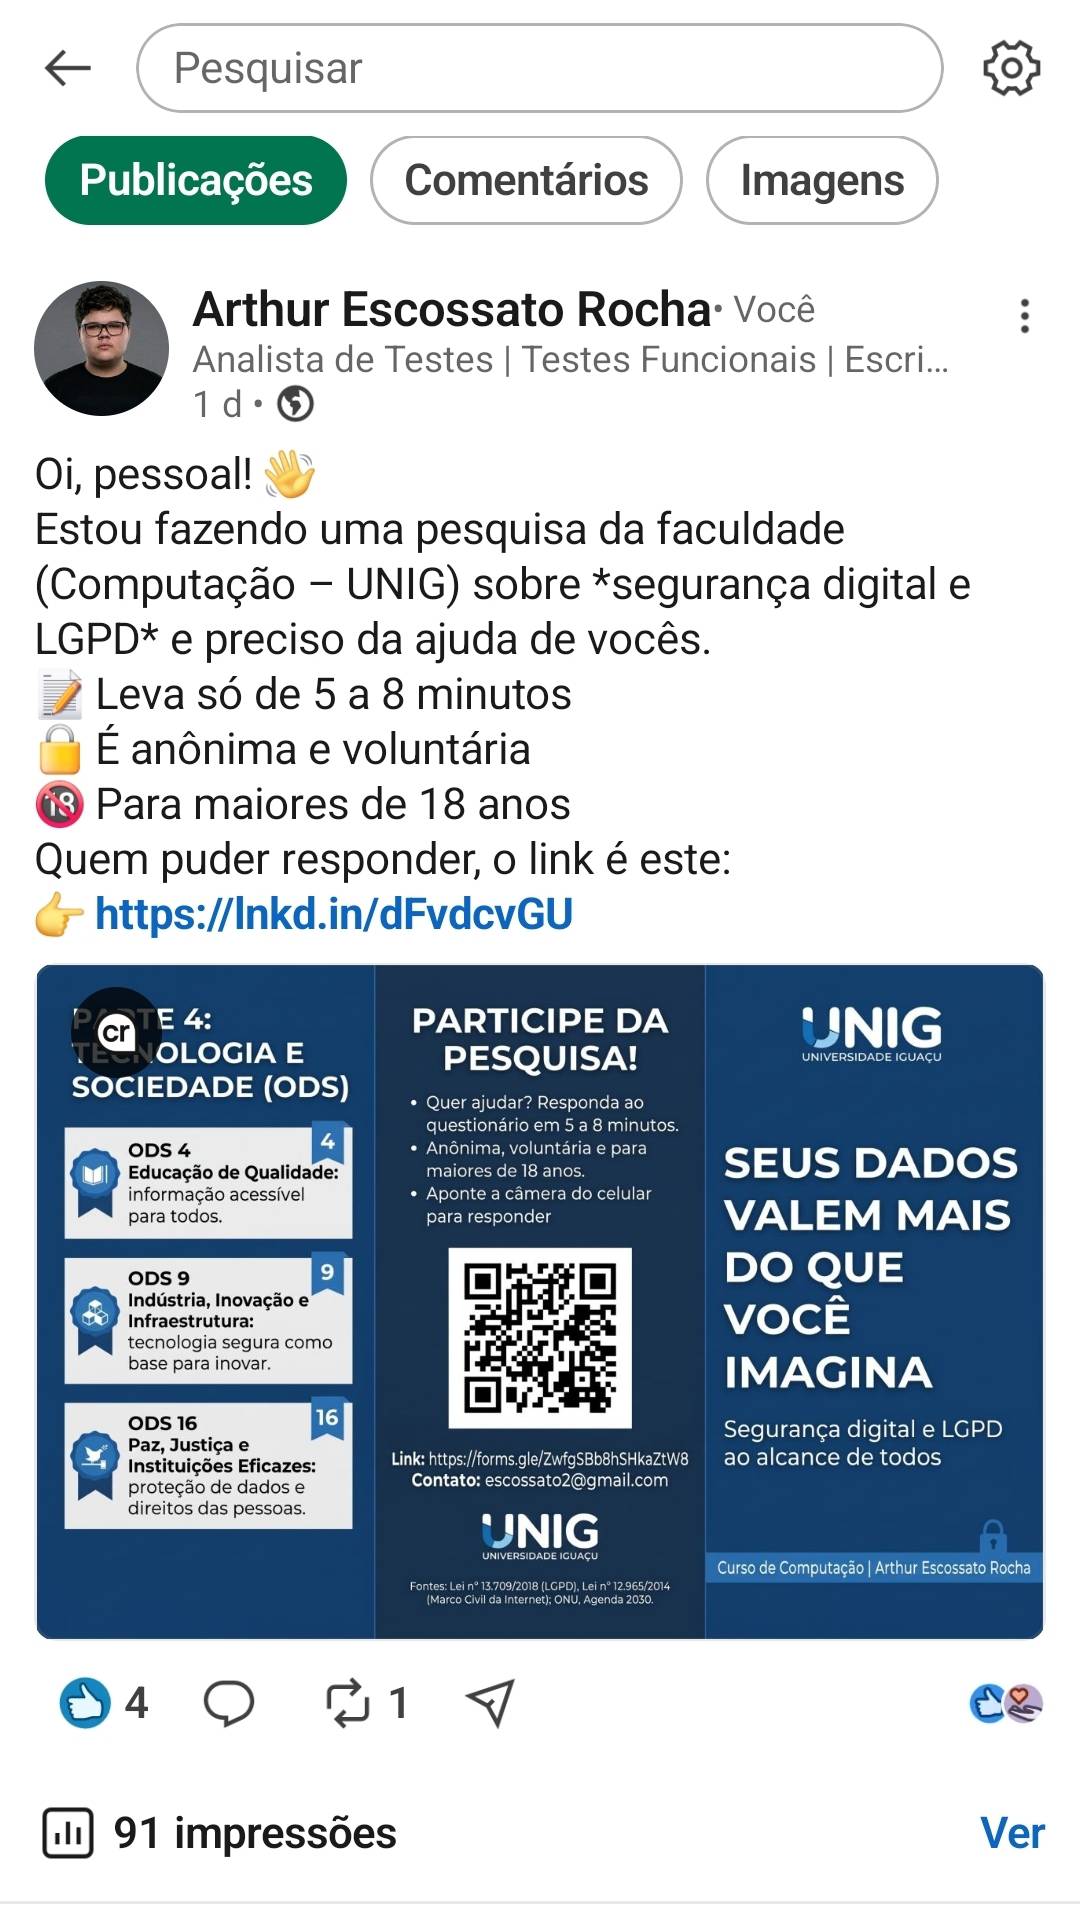 Pesquisar
Publicações
Comentários
Imagens
Arthur Escossato Rocha • Você
Analista de Testes | Testes Funcionais | Escri...
1 d •
Oi, pessoal! 👋
Estou fazendo uma pesquisa da faculdade
(Computação – UNIG) sobre *segurança digital e
LGPD* e preciso da ajuda de vocês.
📝 Leva só de 5 a 8 minutos
🔒 É anônima e voluntária
🔞 Para maiores de 18 anos
Quem puder responder, o link é este:
👉 https://lnkd.in/dFvdcvGU
cr
PARTE 4:
TECNOLOGIA E
SOCIEDADE (ODS)
4
ODS 4
Educação de Qualidade:
informação acessível
para todos.
9
ODS 9
Indústria, Inovação e
Infraestrutura:
tecnologia segura como
base para inovar.
16
ODS 16
Paz, Justiça e
Instituições Eficazes:
proteção de dados e
direitos das pessoas.
PARTICIPE DA
PESQUISA!
• Quer ajudar? Responda ao
questionário em 5 a 8 minutos.
• Anônima, voluntária e para
maiores de 18 anos.
• Aponte a câmera do celular
para responder
Link: https://forms.gle/ZwfgSBb8hSHkaZtW8
Contato: escossato2@gmail.com
UNIG
UNIVERSIDADE IGUAÇU
Fontes: Lei nº 13.709/2018 (LGPD), Lei nº 12.965/2014
(Marco Civil da Internet); ONU, Agenda 2030.
UNIG
UNIVERSIDADE IGUAÇU
SEUS DADOS
VALEM MAIS
DO QUE
VOCÊ
IMAGINA
Segurança digital e LGPD
ao alcance de todos
Curso de Computação | Arthur Escossato Rocha
4
1
91 impressões
Ver